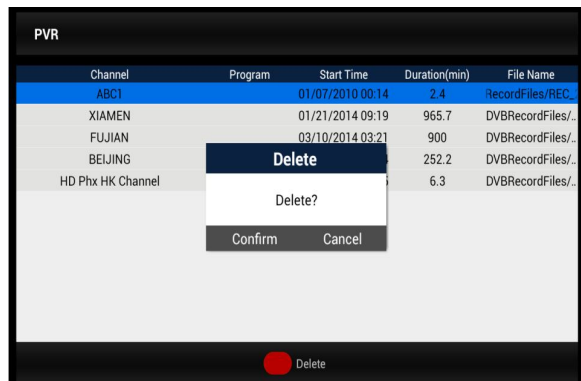 PVR
Channel Program Start Time Duration(min) File Name
ABC1 01/07/2010 00:14 2.4 RecordFiles/REC_
XIAMEN 01/21/2014 09:19 965.7 DVBRecordFiles/..
FUJIAN 03/10/2014 03:21 900 DVBRecordFiles/..
BEIJING 252.2 DVBRecordFiles/..
HD Phx HK Channel 6.3 DVBRecordFiles/..
Delete
Delete?
Confirm Cancel
Delete